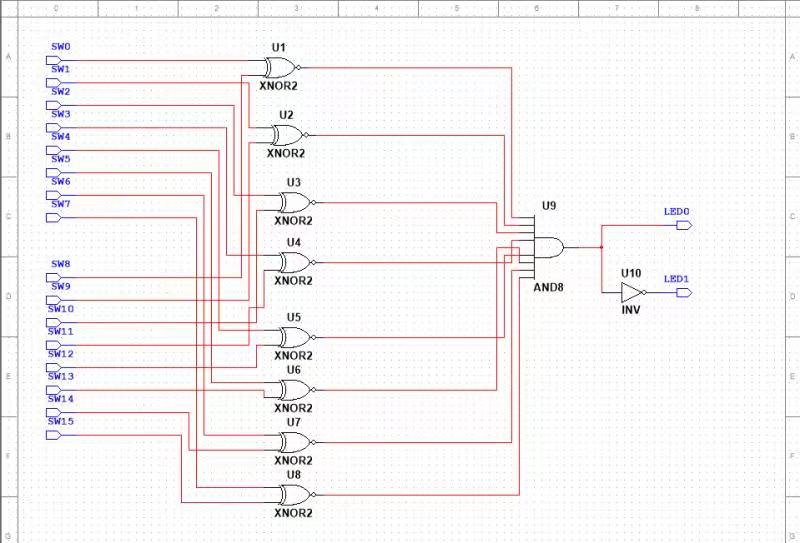 0 1 2 3 4 5 6 7 8
A A
B B
C C
D D
E E
F F
G G
SW0
SW1
SW2
SW3
SW4
SW5
SW6
SW7
SW8
SW9
SW10
SW11
SW12
SW13
SW14
SW15
U1
XNOR2
U2
XNOR2
U3
XNOR2
U4
XNOR2
U5
XNOR2
U6
XNOR2
U7
XNOR2
U8
XNOR2
U9
AND8
U10
INV
LED0
LED1